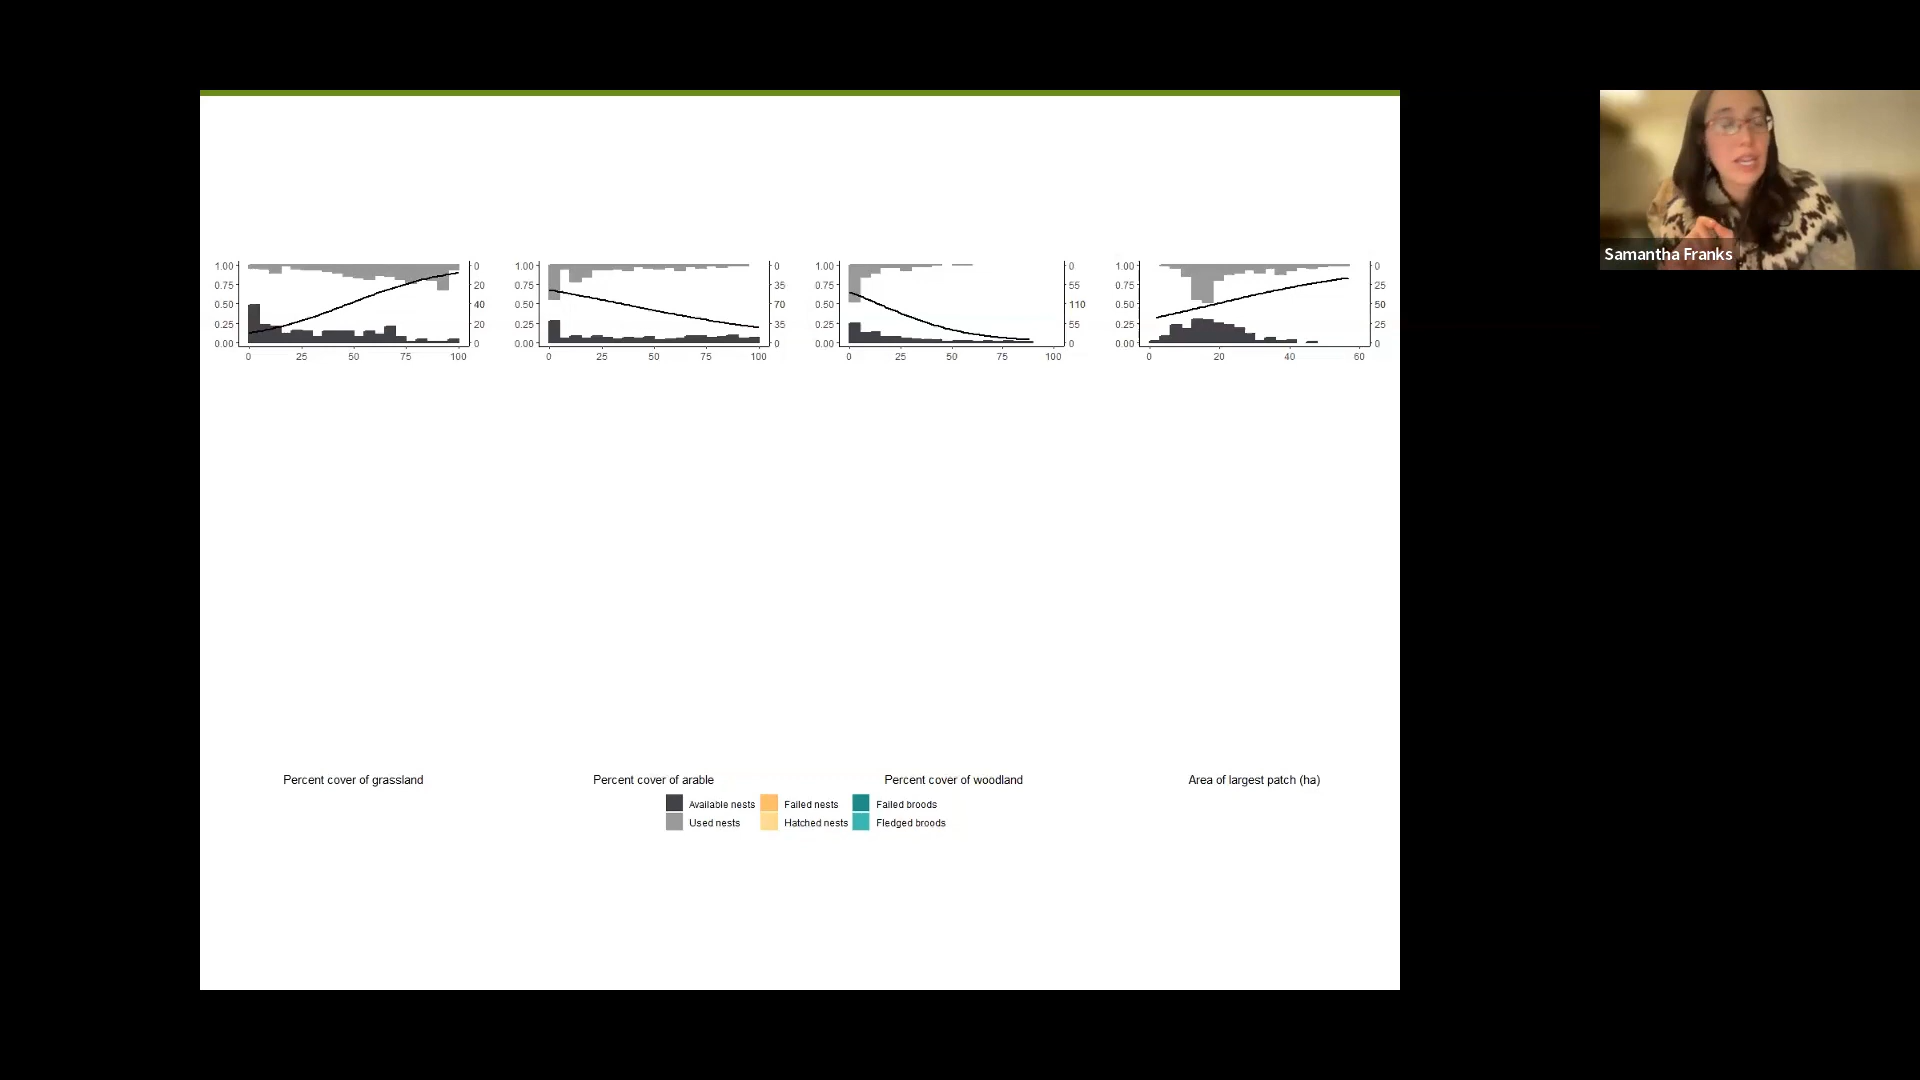 1.00 0 1.00 0 1.00 0 1.00 0
0.75 20 0.75 35 0.75 55 0.75 25
0.50 40 0.50 70 0.50 110 0.50 50
0.25 20 0.25 35 0.25 55 0.25 25
0.00 0 0.00 0 0.00 0 0.00 0
0 25 50 75 100 0 25 50 75 100 0 25 50 75 100 0 20 40 60
Samantha Franks
Percent cover of grassland Percent cover of arable Percent cover of woodland Area of largest patch (ha)
Available nests Failed nests Failed broods
Used nests Hatched nests Fledged broods